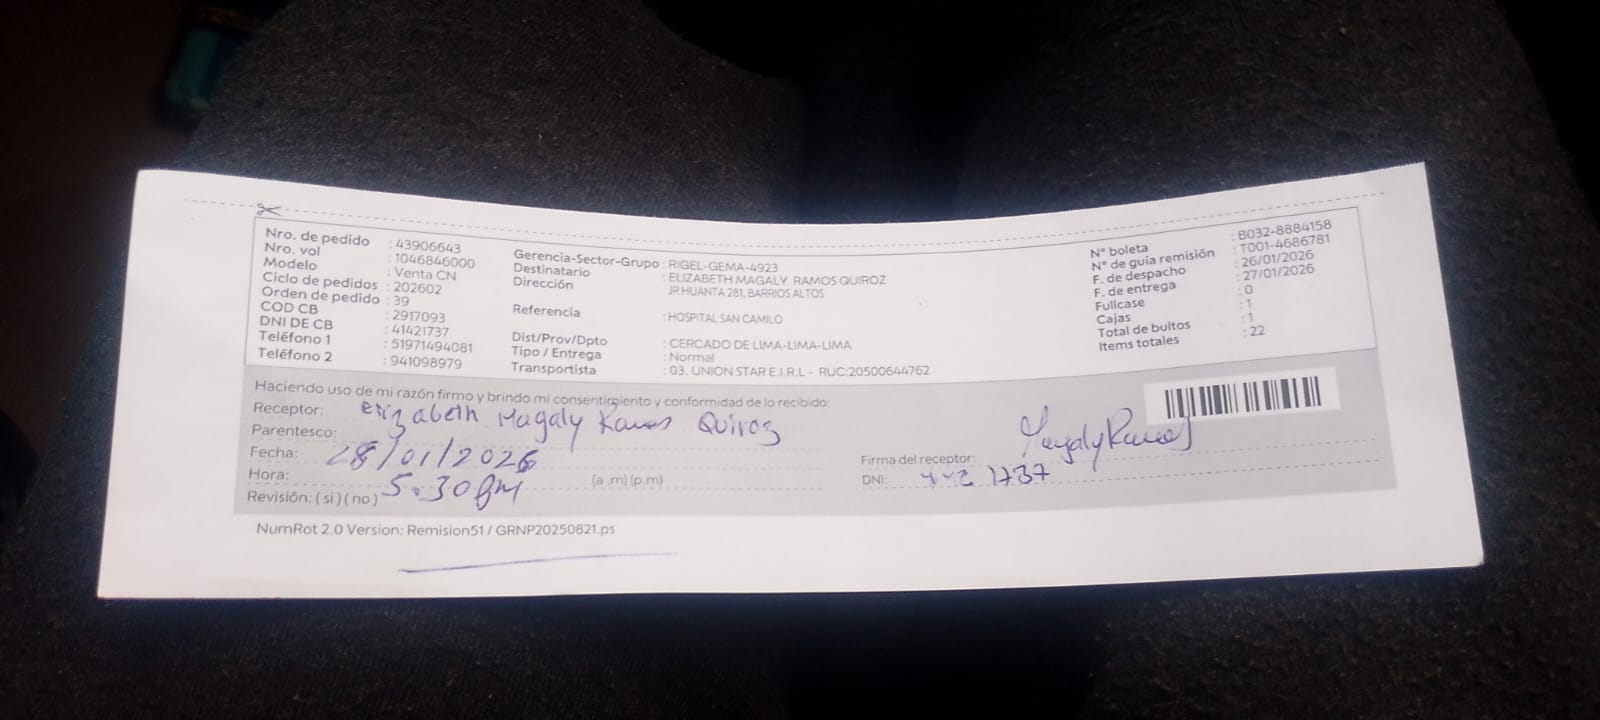 Nro. de pedido : 43906643
Nro. vol : 1046846000
Modelo : Venta CN
Ciclo de pedidos : 202602
Orden de pedido : 39
COD CB : 2917093
DNI DE CB : 41421737
Teléfono 1 : 51971494081
Teléfono 2 : 941098979
Gerencia-Sector-Grupo : RIGEL-GEMA-4923
Destinatario : ELIZABETH MAGALY RAMOS QUIROZ
Dirección : JR HUANTA 281, BARRIOS ALTOS
Referencia : HOSPITAL SAN CAMILO
Dist/Prov/Dpto : CERCADO DE LIMA-LIMA-LIMA
Tipo / Entrega : Normal
Transportista : 03. UNION STAR E.I.R.L - RUC:20500644762
N° boleta : B032-8884158
N° de guía remisión : T001-4686781
F. de despacho : 26/01/2026
F. de entrega : 27/01/2026
Fullcase : 0
Cajas : 1
Total de bultos : 1
Items totales : 22
Haciendo uso de mi razón firmo y brindo mi consentimiento y conformidad de lo recibido:
Receptor: Elizabeth Magaly Ramos Quiroz
Parentesco:
Fecha: 28/01/2026
Hora: 5:30 pm (a .m) (p.m)
Revisión: ( si ) ( no )
Firma del receptor: Magaly Ramos
DNI: 1737
NumRot 2.0 Version: Remision51 / GRNP20250821.ps